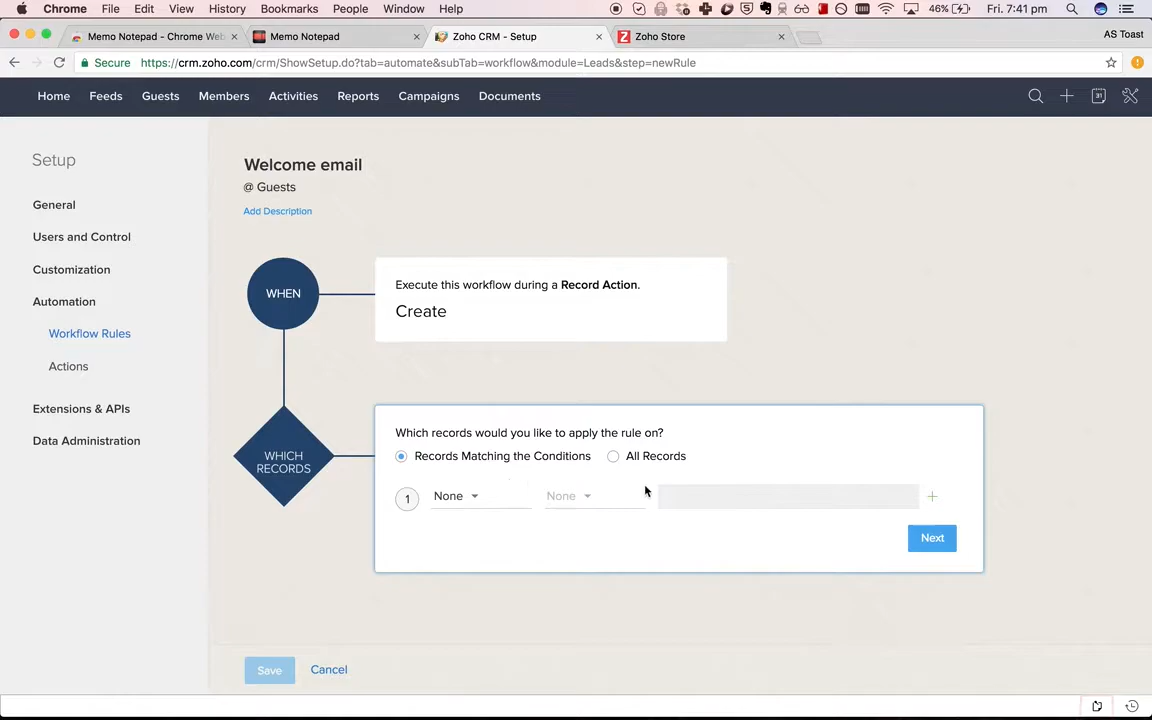 Chrome File Edit View History Bookmarks People Window Help 46% Fri. 7:41 pm
Memo Notepad - Chrome Web Memo Notepad Zoho CRM - Setup Zoho Store AS Toast
Secure https://crm.zoho.com/crm/ShowSetup.do?tab=automate&subTab=workflow&module=Leads&step=newRule
Home Feeds Guests Members Activities Reports Campaigns Documents 31
Setup
General
Users and Control
Customization
Automation
Workflow Rules
Actions
Extensions & APIs
Data Administration
Welcome email
@ Guests
Add Description
WHEN
Execute this workflow during a Record Action.
Create
WHICH
RECORDS
Which records would you like to apply the rule on?
Records Matching the Conditions All Records
1 None None
Next
Save Cancel